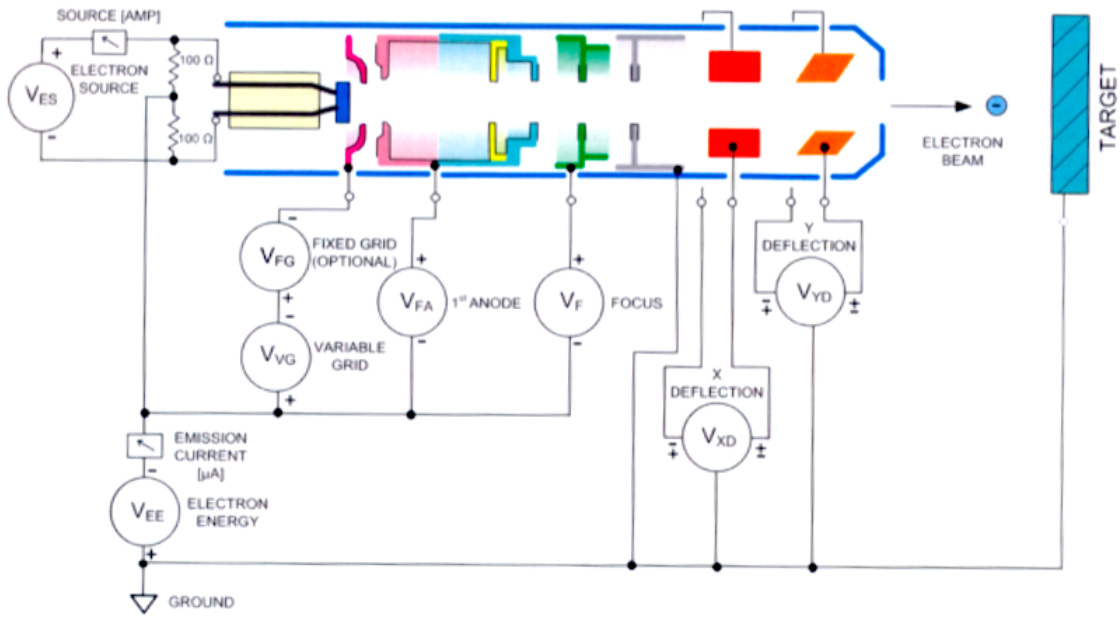 SOURCE [AMP]
+
100 Ω
ELECTRON
SOURCE
VES
100 Ω
−
TARGET
−
ELECTRON
BEAM
−
VFG
FIXED GRID
(OPTIONAL)
+
−
VVG
VARIABLE
GRID
+
+
VFA
1st ANODE
−
+
VF
FOCUS
−
Y
DEFLECTION
VYD
∓
±
X
DEFLECTION
VXD
∓
±
EMISSION
CURRENT
[µA]
−
VEE
ELECTRON
ENERGY
+
GROUND